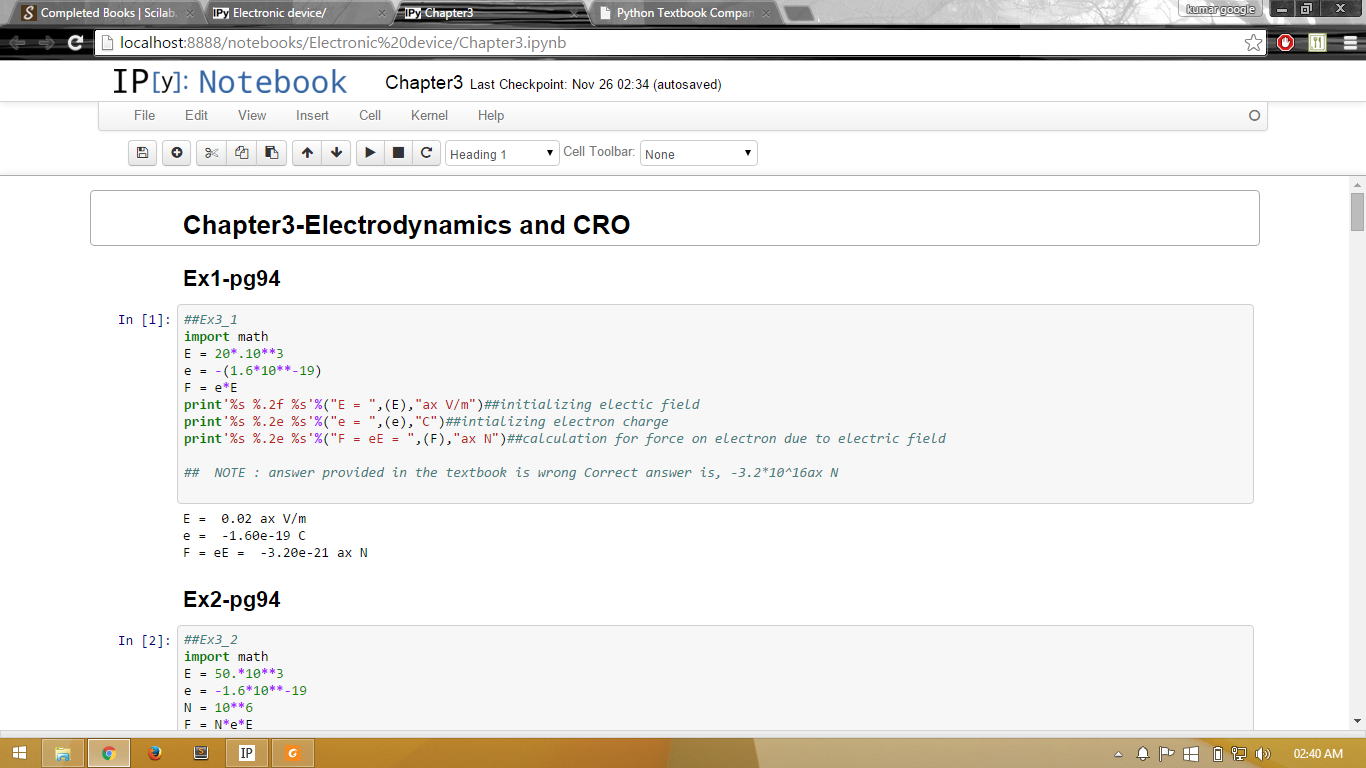 Completed Books | Scilab
IPy Electronic device/
IPy Chapter3
Python Textbook Compan
kumar google
localhost:8888/notebooks/Electronic%20device/Chapter3.ipynb
IP[y]: Notebook
Chapter3 Last Checkpoint: Nov 26 02:34 (autosaved)
File Edit View Insert Cell Kernel Help
Heading 1 Cell Toolbar: None
Chapter3-Electrodynamics and CRO
Ex1-pg94
In [1]: ##Ex3_1
import math
E = 20*.10**3
e = -(1.6*10**-19)
F = e*E
print'%s %.2f %s'%("E = ",(E),"ax V/m")##initializing electic field
print'%s %.2e %s'%("e = ",(e),"C")##intializing electron charge
print'%s %.2e %s'%("F = eE = ",(F),"ax N")##calculation for force on electron due to electric field
## NOTE : answer provided in the textbook is wrong Correct answer is, -3.2*10^16ax N
E =  0.02 ax V/m
e =  -1.60e-19 C
F = eE =  -3.20e-21 ax N
Ex2-pg94
In [2]: ##Ex3_2
import math
E = 50.*10**3
e = -1.6*10**-19
N = 10**6
F = N*e*E
IP
02:40 AM